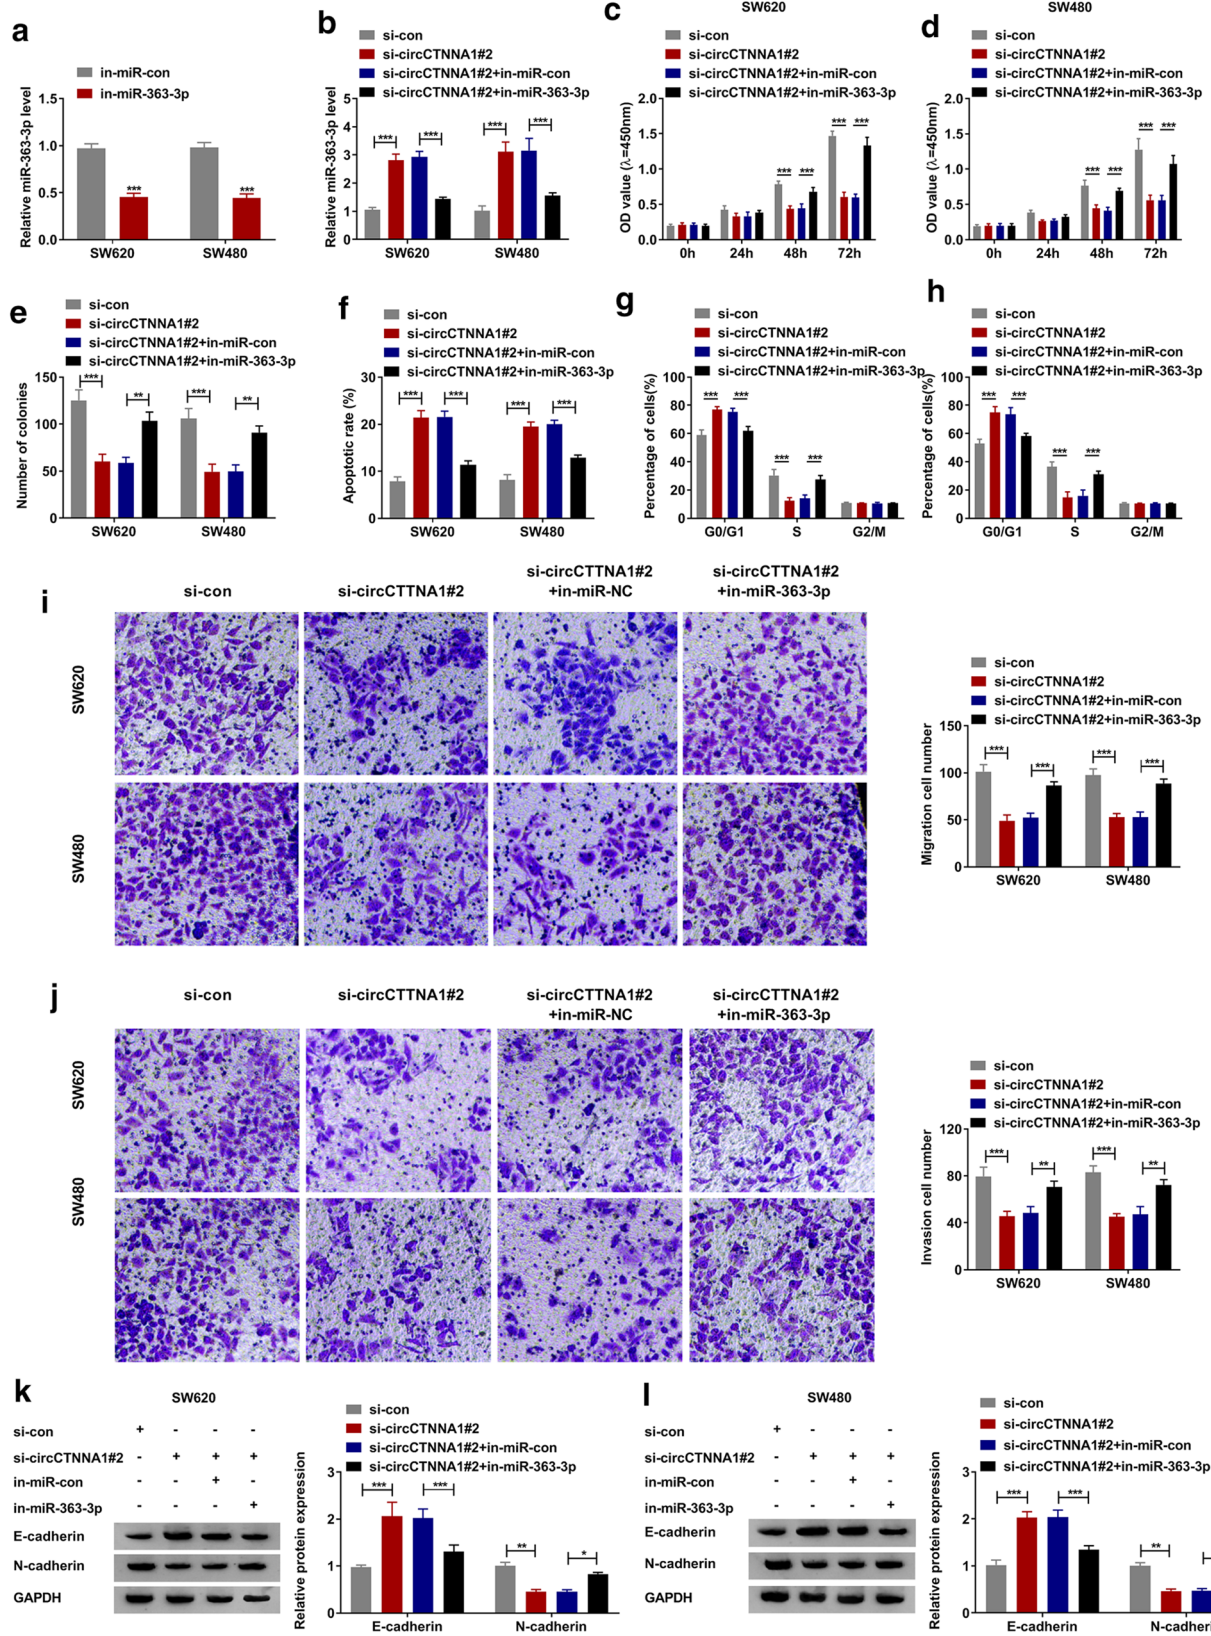 a
in-miR-con
in-miR-363-3p
Relative miR-363-3p level
1.5
1.0
0.5
0.0
***
***
SW620
SW480
b
si-con
si-circCTNNA1#2
si-circCTNNA1#2+in-miR-con
si-circCTNNA1#2+in-miR-363-3p
Relative miR-363-3p level
5
4
3
2
1
0
***
***
***
***
SW620
SW480
c
SW620
si-con
si-circCTNNA1#2
si-circCTNNA1#2+in-miR-con
si-circCTNNA1#2+in-miR-363-3p
OD value (λ=450nm)
2.0
1.5
1.0
0.5
0.0
***
***
***
***
0h
24h
48h
72h
d
SW480
si-con
si-circCTNNA1#2
si-circCTNNA1#2+in-miR-con
si-circCTNNA1#2+in-miR-363-3p
OD value (λ=450nm)
2.0
1.5
1.0
0.5
0.0
***
***
***
***
0h
24h
48h
72h
e
si-con
si-circCTNNA1#2
si-circCTNNA1#2+in-miR-con
si-circCTNNA1#2+in-miR-363-3p
Number of colonies
150
100
50
0
***
**
***
**
SW620
SW480
f
si-con
si-circCTNNA1#2
si-circCTNNA1#2+in-miR-con
si-circCTNNA1#2+in-miR-363-3p
Apoptotic rate (%)
30
20
10
0
***
***
***
***
SW620
SW480
g
si-con
si-circCTNNA1#2
si-circCTNNA1#2+in-miR-con
si-circCTNNA1#2+in-miR-363-3p
Percentage of cells(%)
100
80
60
40
20
0
***
***
***
***
G0/G1
S
G2/M
h
si-con
si-circCTNNA1#2
si-circCTNNA1#2+in-miR-con
si-circCTNNA1#2+in-miR-363-3p
Percentage of cells(%)
100
80
60
40
20
0
***
***
***
***
G0/G1
S
G2/M
i
si-con
si-circCTTNA1#2
si-circCTTNA1#2
+in-miR-NC
si-circCTTNA1#2
+in-miR-363-3p
SW620
SW480
si-con
si-circCTNNA1#2
si-circCTNNA1#2+in-miR-con
si-circCTNNA1#2+in-miR-363-3p
Migration cell number
150
100
50
0
***
***
***
***
SW620
SW480
j
si-con
si-circCTTNA1#2
si-circCTTNA1#2
+in-miR-NC
si-circCTTNA1#2
+in-miR-363-3p
SW620
SW480
si-con
si-circCTNNA1#2
si-circCTNNA1#2+in-miR-con
si-circCTNNA1#2+in-miR-363-3p
Invasion cell number
120
80
40
0
***
**
***
**
SW620
SW480
k
SW620
si-con + - - -
si-circCTNNA1#2 - + + +
in-miR-con - - + -
in-miR-363-3p - - - +
E-cadherin
N-cadherin
GAPDH
si-con
si-circCTNNA1#2
si-circCTNNA1#2+in-miR-con
si-circCTNNA1#2+in-miR-363-3p
Relative protein expression
3
2
1
0
***
***
**
*
E-cadherin
N-cadherin
l
SW480
si-con + - - -
si-circCTNNA1#2 - + + +
in-miR-con - - + -
in-miR-363-3p - - - +
E-cadherin
N-cadherin
GAPDH
si-con
si-circCTNNA1#2
si-circCTNNA1#2+in-miR-con
si-circCTNNA1#2+in-miR-363-3p
Relative protein expression
3
2
1
0
***
***
**
E-cadherin
N-cadheri